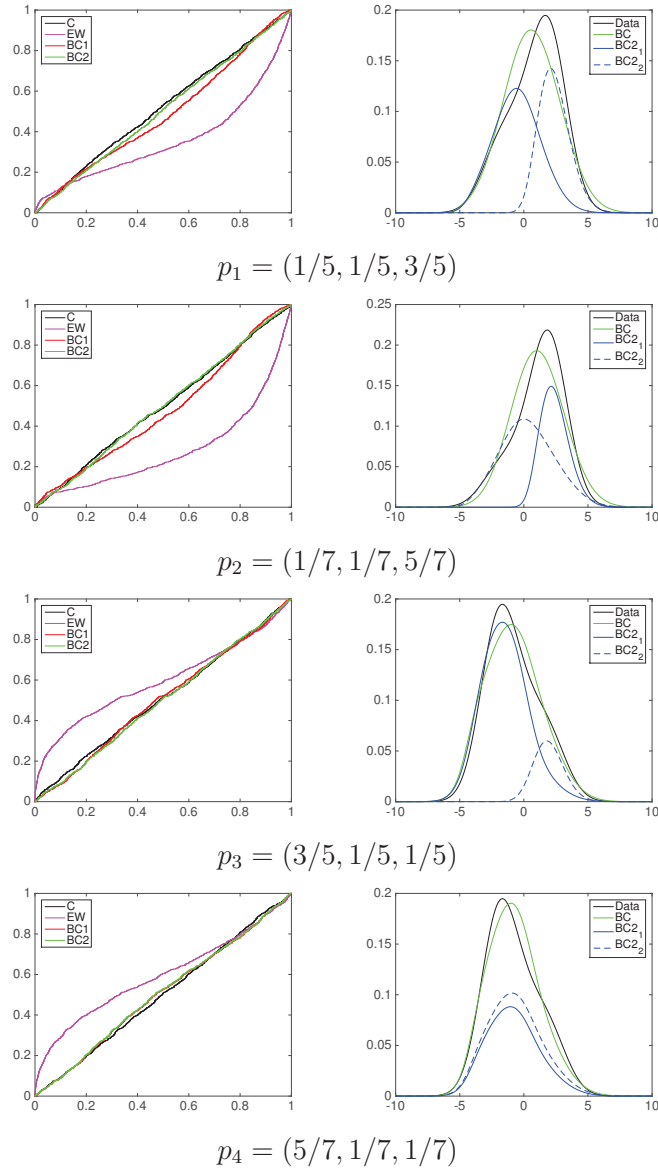 1
0.8
0.6
0.4
0.2
0
C
EW
BC1
BC2
0 0.2 0.4 0.6 0.8 1
0.2
0.15
0.1
0.05
0
Data
BC
BC2₁
BC2₂
-10 -5 0 5 10
p₁ = (1/5, 1/5, 3/5)
1
0.8
0.6
0.4
0.2
0
C
EW
BC1
BC2
0 0.2 0.4 0.6 0.8 1
0.25
0.2
0.15
0.1
0.05
0
Data
BC
BC2₁
BC2₂
-10 -5 0 5 10
p₂ = (1/7, 1/7, 5/7)
1
0.8
0.6
0.4
0.2
0
C
EW
BC1
BC2
0 0.2 0.4 0.6 0.8 1
0.2
0.15
0.1
0.05
0
Data
BC
BC2₁
BC2₂
-10 -5 0 5 10
p₃ = (3/5, 1/5, 1/5)
1
0.8
0.6
0.4
0.2
0
C
EW
BC1
BC2
0 0.2 0.4 0.6 0.8 1
0.2
0.15
0.1
0.05
0
Data
BC
BC2₁
BC2₂
-10 -5 0 5 10
p₄ = (5/7, 1/7, 1/7)